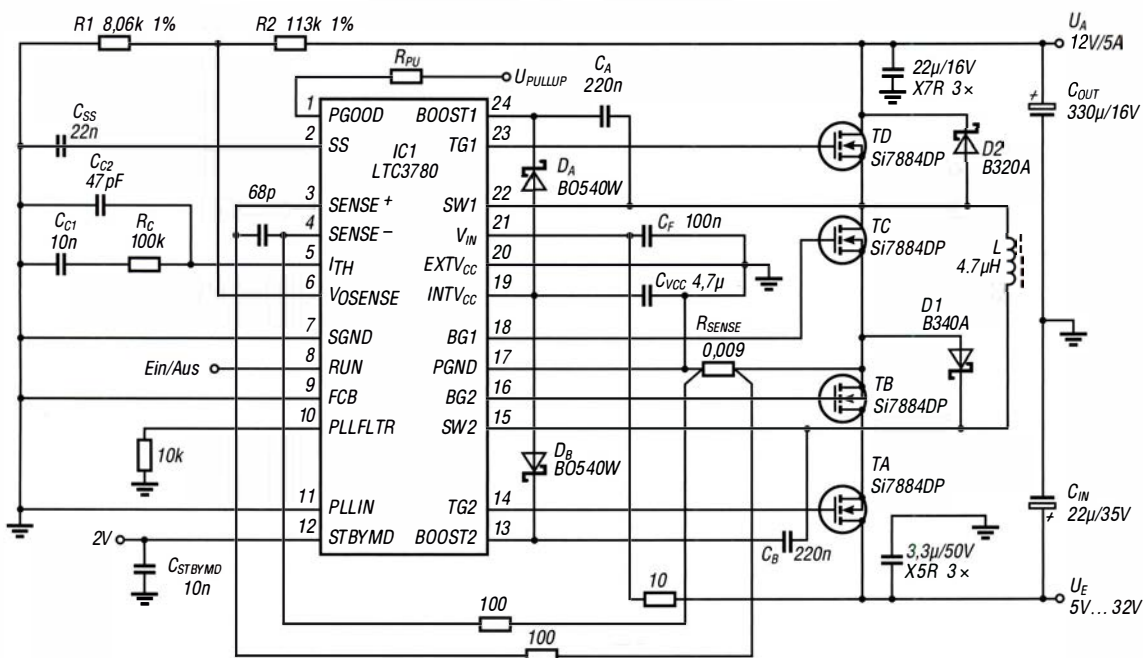 R1 8,06k 1%
R2 113k 1%
U_A
12V/5A
R_PU
U_PULLUP
C_A
220n
22µ/16V
X7R 3×
C_OUT
330µ/16V
+
C_SS
22n
1 PGOOD
BOOST1 24
2 SS
TG1 23
IC1
LTC3780
TD
Si7884DP
D2
B320A
C_C2
47pF
68p
3 SENSE+
SW1 22
D_A
BO540W
4 SENSE−
V_IN 21
C_F 100n
TC
Si7884DP
L
4.7µH
C_C1
10n
R_C
100k
5 I_TH
EXTV_CC 20
6 V_OSENSE
INTV_CC 19
C_VCC 4,7µ
7 SGND
BG1 18
R_SENSE
0,009
D1
B340A
Ein/Aus
8 RUN
PGND 17
9 FCB
BG2 16
TB
Si7884DP
10 PLLFLTR
SW2 15
10k
D_B
BO540W
TA
Si7884DP
11 PLLIN
TG2 14
C_IN
22µ/35V
+
2V
12 STBYMD
BOOST2 13
C_B 220n
3,3µ/50V
X5R 3×
C_STBYMD
10n
10
U_E
5V...32V
100
100